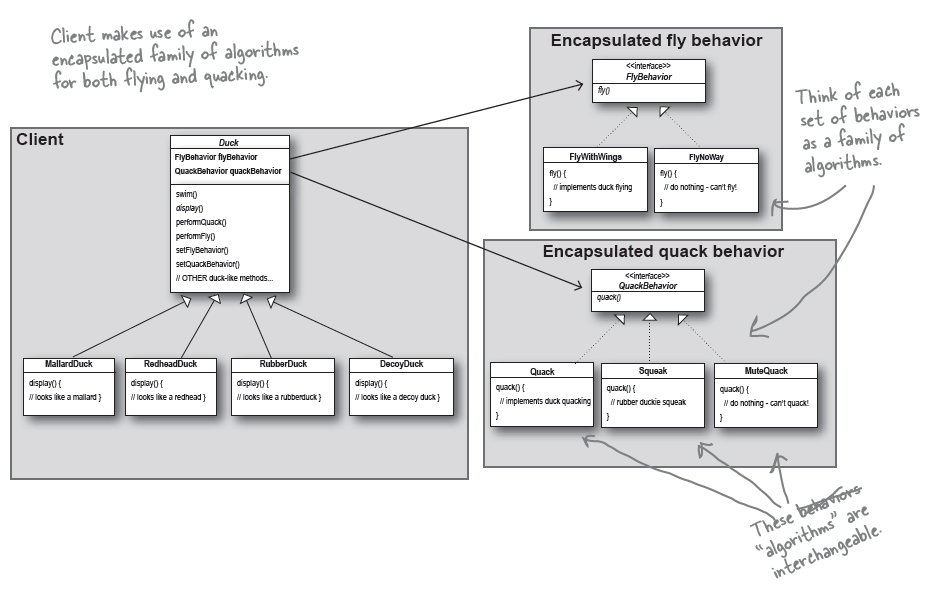 Client makes use of an
encapsulated family of algorithms
for both flying and quacking.
Client
Duck
FlyBehavior flyBehavior
QuackBehavior quackBehavior
swim()
display()
performQuack()
performFly()
setFlyBehavior()
setQuackBehavior()
// OTHER duck-like methods...
MallardDuck
display() {
// looks like a mallard }
RedheadDuck
display() {
// looks like a redhead }
RubberDuck
display() {
// looks like a rubberduck }
DecoyDuck
display() {
// looks like a decoy duck }
Encapsulated fly behavior
<<interface>>
FlyBehavior
fly()
FlyWithWings
fly() {
// implements duck flying
}
FlyNoWay
fly() {
// do nothing - can't fly!
}
Think of each
set of behaviors
as a family of
algorithms.
Encapsulated quack behavior
<<interface>>
QuackBehavior
quack()
Quack
quack() {
// implements duck quacking
}
Squeak
quack() {
// rubber duckie squeak
}
MuteQuack
quack() {
// do nothing - can't quack!
}
These behaviors
“algorithms” are
interchangeable.